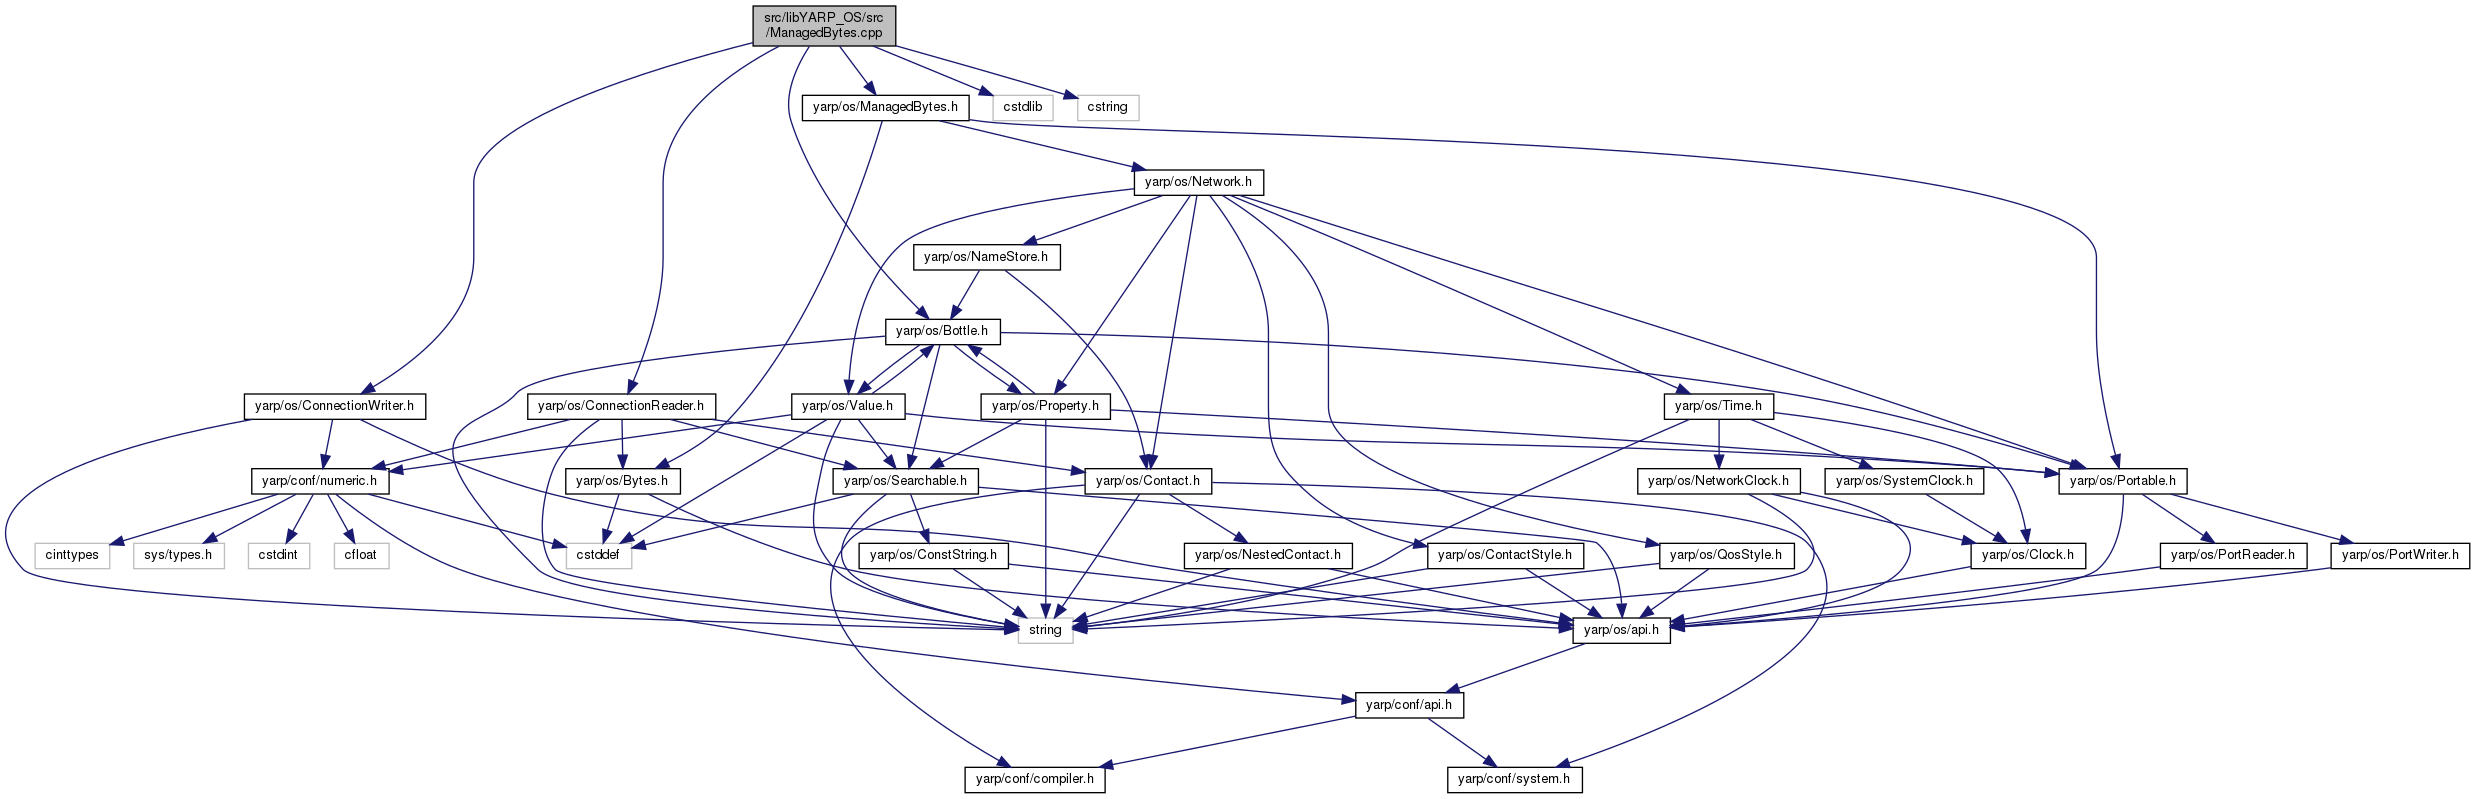 src/libYARP_OS/src
/ManagedBytes.cpp
yarp/os/ManagedBytes.h
cstdlib
cstring
yarp/os/Network.h
yarp/os/NameStore.h
yarp/os/Bottle.h
yarp/os/ConnectionWriter.h
yarp/os/ConnectionReader.h
yarp/os/Value.h
yarp/os/Property.h
yarp/os/Time.h
yarp/conf/numeric.h
yarp/os/Bytes.h
yarp/os/Searchable.h
yarp/os/Contact.h
yarp/os/NetworkClock.h
yarp/os/SystemClock.h
yarp/os/Portable.h
cinttypes
sys/types.h
cstdint
cfloat
cstddef
yarp/os/ConstString.h
yarp/os/NestedContact.h
yarp/os/ContactStyle.h
yarp/os/QosStyle.h
yarp/os/Clock.h
yarp/os/PortReader.h
yarp/os/PortWriter.h
string
yarp/os/api.h
yarp/conf/api.h
yarp/conf/compiler.h
yarp/conf/system.h